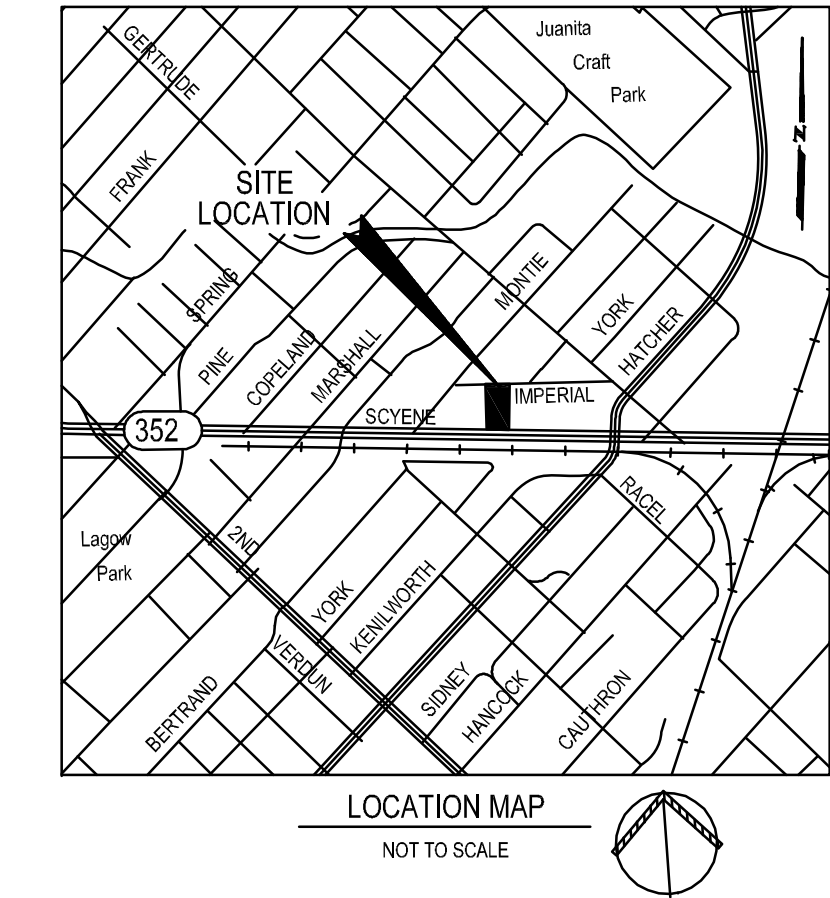 Juanita
Craft
Park
GERTRUDE
FRANK
SITE
LOCATION
N
SPRING
MONTIE
YORK
HATCHER
PINE
COPELAND
MARSHALL
IMPERIAL
SCYENE
352
RACEL
2ND
Lagow
Park
YORK
KENILWORTH
VERDUN
SIDNEY
HANCOCK
CAUTHRON
BERTRAND
LOCATION MAP
NOT TO SCALE